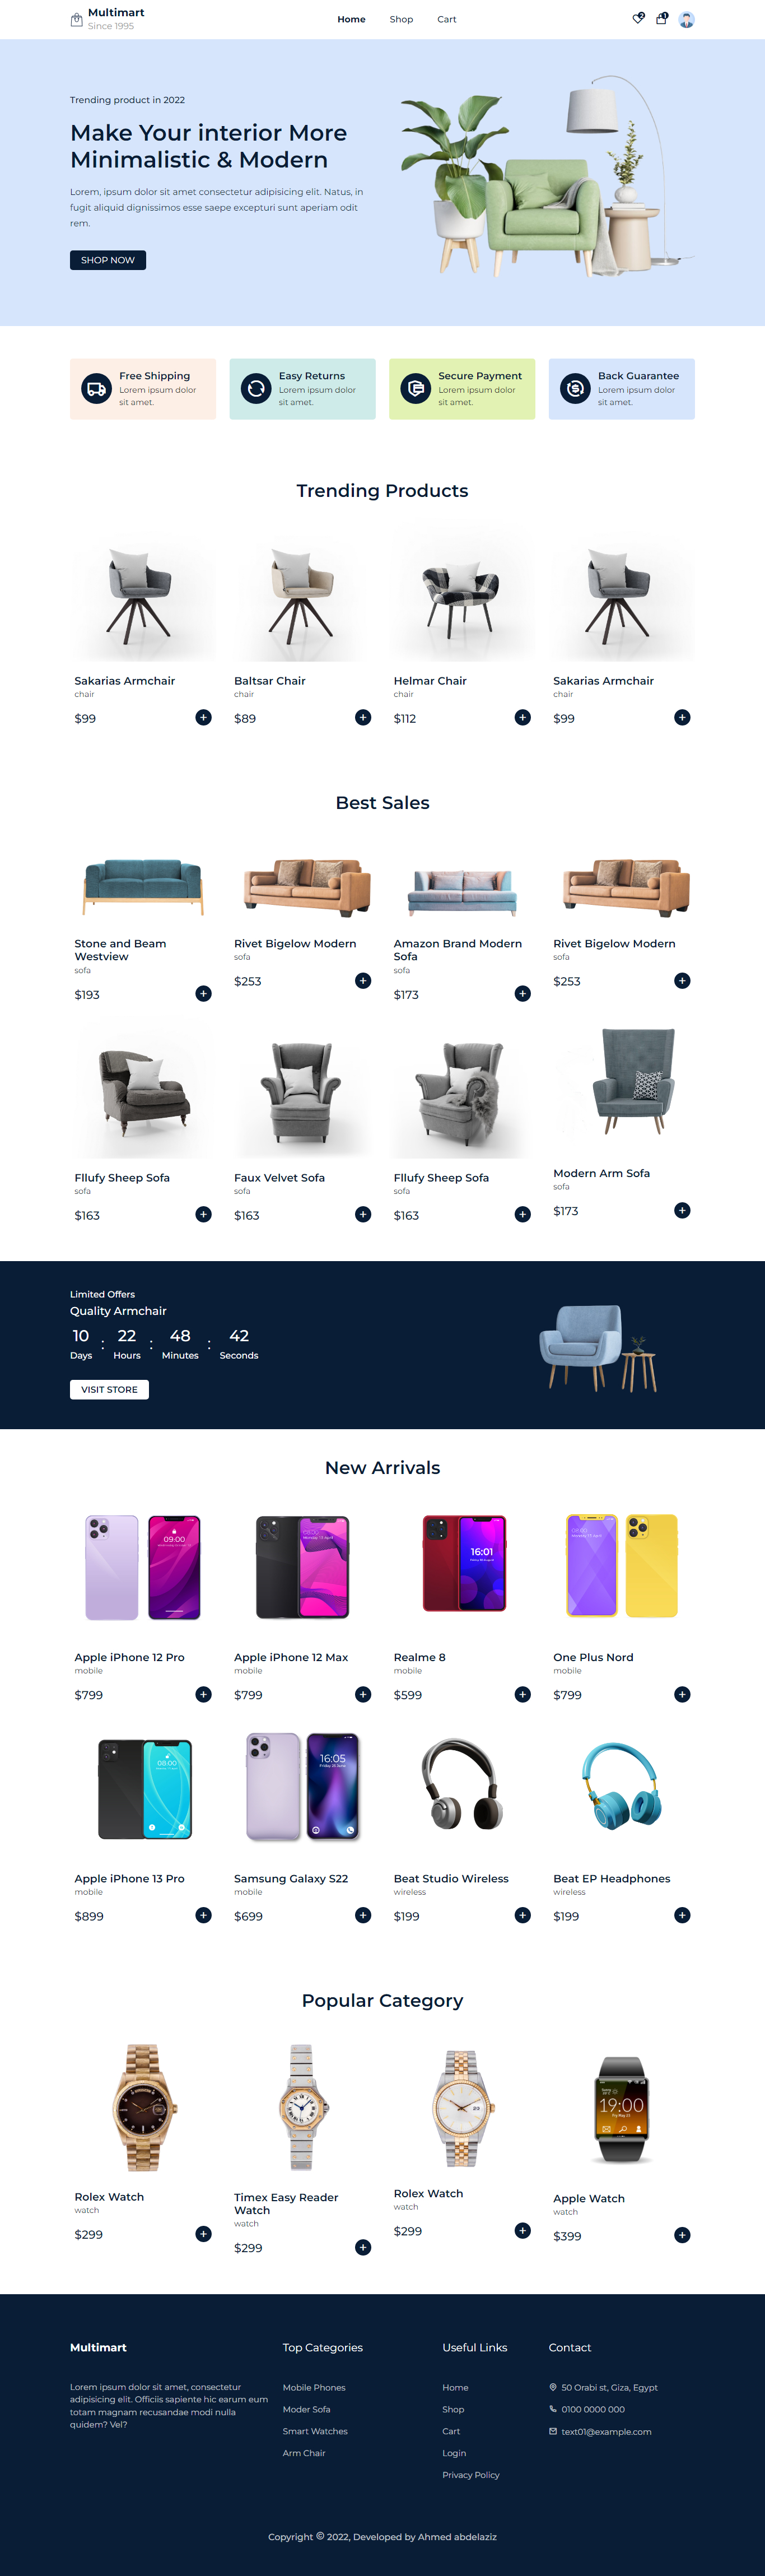 Multimart
Since 1995
Home Shop Cart
2 1
Trending product in 2022
Make Your interior More
Minimalistic & Modern
Lorem, ipsum dolor sit amet consectetur adipisicing elit. Natus, in
fugit aliquid dignissimos esse saepe excepturi sunt aperiam odit
rem.
SHOP NOW
Free Shipping
Lorem ipsum dolor
sit amet.
Easy Returns
Lorem ipsum dolor
sit amet.
Secure Payment
Lorem ipsum dolor
sit amet.
Back Guarantee
Lorem ipsum dolor
sit amet.
Trending Products
Sakarias Armchair
chair
$99
Baltsar Chair
chair
$89
Helmar Chair
chair
$112
Sakarias Armchair
chair
$99
Best Sales
Stone and Beam
Westview
sofa
$193
Rivet Bigelow Modern
sofa
$253
Amazon Brand Modern
Sofa
sofa
$173
Rivet Bigelow Modern
sofa
$253
Fllufy Sheep Sofa
sofa
$163
Faux Velvet Sofa
sofa
$163
Fllufy Sheep Sofa
sofa
$163
Modern Arm Sofa
sofa
$173
Limited Offers
Quality Armchair
10 : 22 : 48 : 42
Days Hours Minutes Seconds
VISIT STORE
New Arrivals
09:00
Apple iPhone 12 Pro
mobile
$799
Apple iPhone 12 Max
mobile
$799
16:01
Realme 8
mobile
$599
One Plus Nord
mobile
$799
08:00
Apple iPhone 13 Pro
mobile
$899
16:05
Samsung Galaxy S22
mobile
$699
Beat Studio Wireless
wireless
$199
Beat EP Headphones
wireless
$199
Popular Category
Rolex Watch
watch
$299
Timex Easy Reader
Watch
watch
$299
Rolex Watch
watch
$299
19:00
Apple Watch
watch
$399
Multimart
Lorem ipsum dolor sit amet, consectetur
adipisicing elit. Officiis sapiente hic earum eum
totam magnam recusandae modi nulla
quidem? Vel?
Top Categories
Mobile Phones
Moder Sofa
Smart Watches
Arm Chair
Useful Links
Home
Shop
Cart
Login
Privacy Policy
Contact
50 Orabi st, Giza, Egypt
0100 0000 000
text01@example.com
Copyright © 2022, Developed by Ahmed abdelaziz